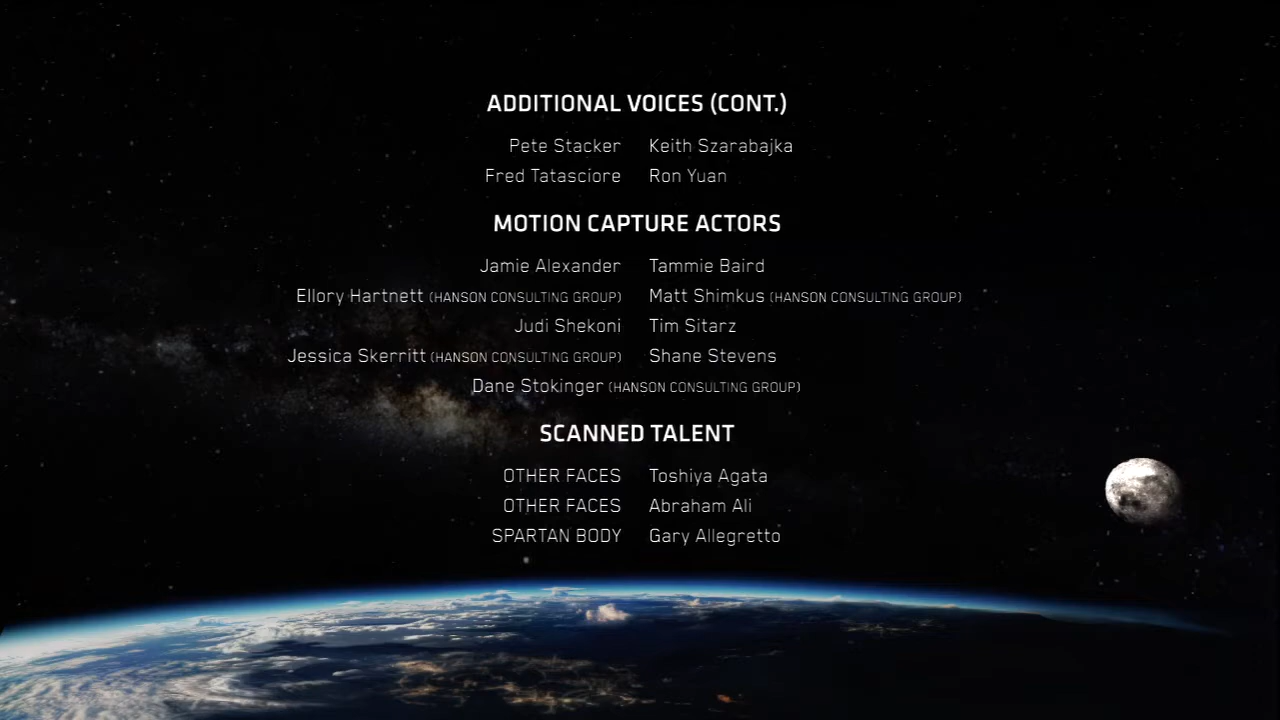 ADDITIONAL VOICES (CONT.)
Pete Stacker Keith Szarabajka
Fred Tatasciore Ron Yuan
MOTION CAPTURE ACTORS
Jamie Alexander Tammie Baird
Ellory Hartnett (HANSON CONSULTING GROUP) Matt Shimkus (HANSON CONSULTING GROUP)
Judi Shekoni Tim Sitarz
Jessica Skerritt (HANSON CONSULTING GROUP) Shane Stevens
Dane Stokinger (HANSON CONSULTING GROUP)
SCANNED TALENT
OTHER FACES Toshiya Agata
OTHER FACES Abraham Ali
SPARTAN BODY Gary Allegretto